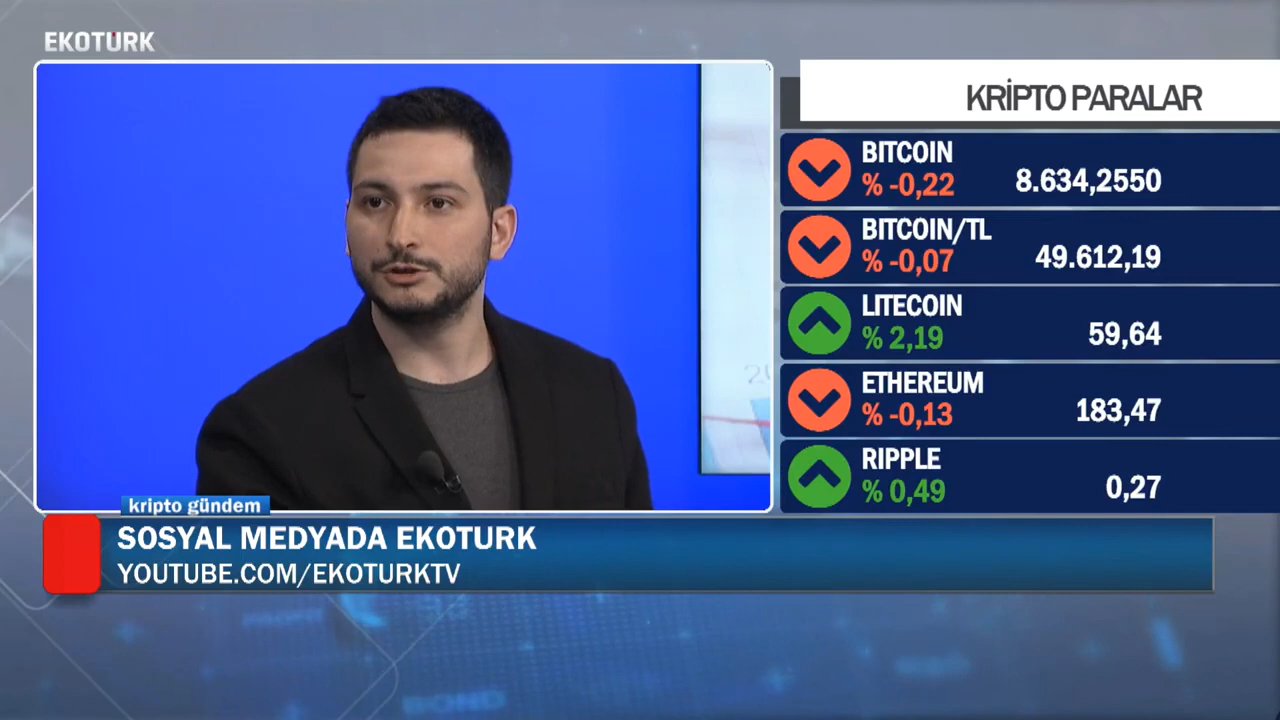 EKOTÜRK
KRİPTO PARALAR
BITCOIN
% -0,22
8.634,2550
BITCOIN/TL
% -0,07
49.612,19
LITECOIN
% 2,19
59,64
ETHEREUM
% -0,13
183,47
RIPPLE
% 0,49
0,27
kripto gündem
SOSYAL MEDYADA EKOTURK
YOUTUBE.COM/EKOTURKTV
BOND